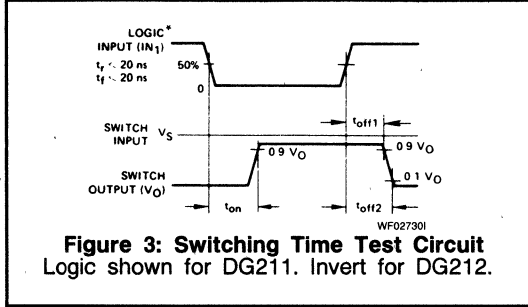 LOGIC*
INPUT (IN1)
tr < 20 ns
tf < 20 ns
50%
0
toff1
SWITCH
INPUT
VS
0 9 VO
0 9 VO
SWITCH
OUTPUT (VO)
0 1 VO
ton
toff2
WF02730I
Figure 3: Switching Time Test Circuit
Logic shown for DG211. Invert for DG212.